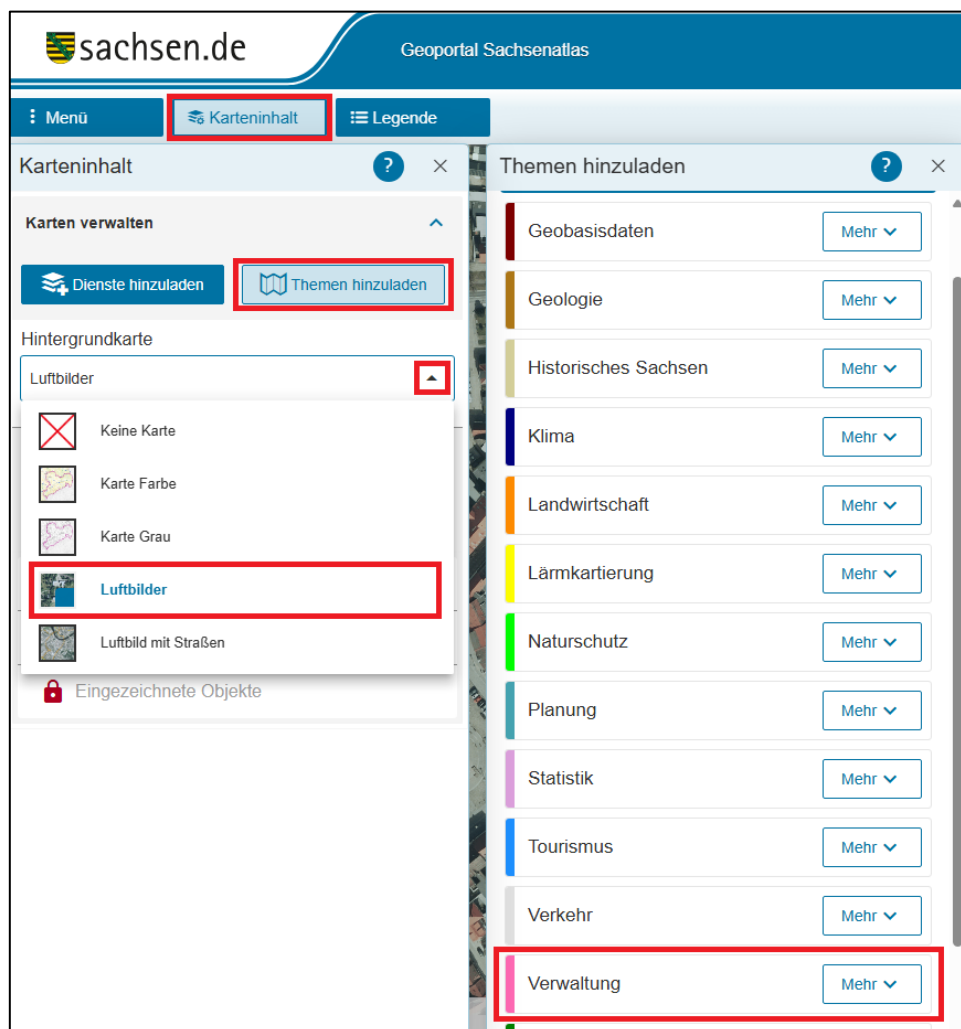 sachsen.de
Geoportal Sachsenatlas
Menü
Karteninhalt
Legende
Karteninhalt
?
Karten verwalten
Dienste hinzuladen
Themen hinzuladen
Hintergrundkarte
Luftbilder
Keine Karte
Karte Farbe
Karte Grau
Luftbilder
Luftbild mit Straßen
Eingezeichnete Objekte
Themen hinzuladen
?
Geobasisdaten Mehr
Geologie Mehr
Historisches Sachsen Mehr
Klima Mehr
Landwirtschaft Mehr
Lärmkartierung Mehr
Naturschutz Mehr
Planung Mehr
Statistik Mehr
Tourismus Mehr
Verkehr Mehr
Verwaltung Mehr